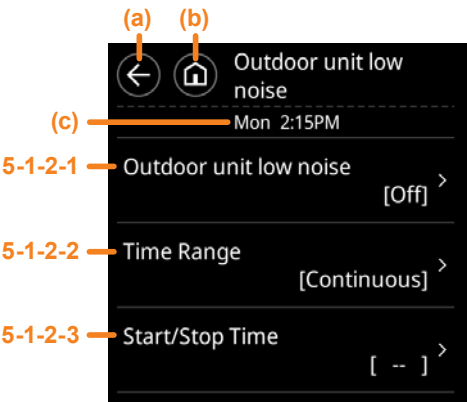 (a) (b)
Outdoor unit low
noise
(c) Mon 2:15PM
5-1-2-1 Outdoor unit low noise
[Off]
5-1-2-2 Time Range
[Continuous]
5-1-2-3 Start/Stop Time
[ -- ]